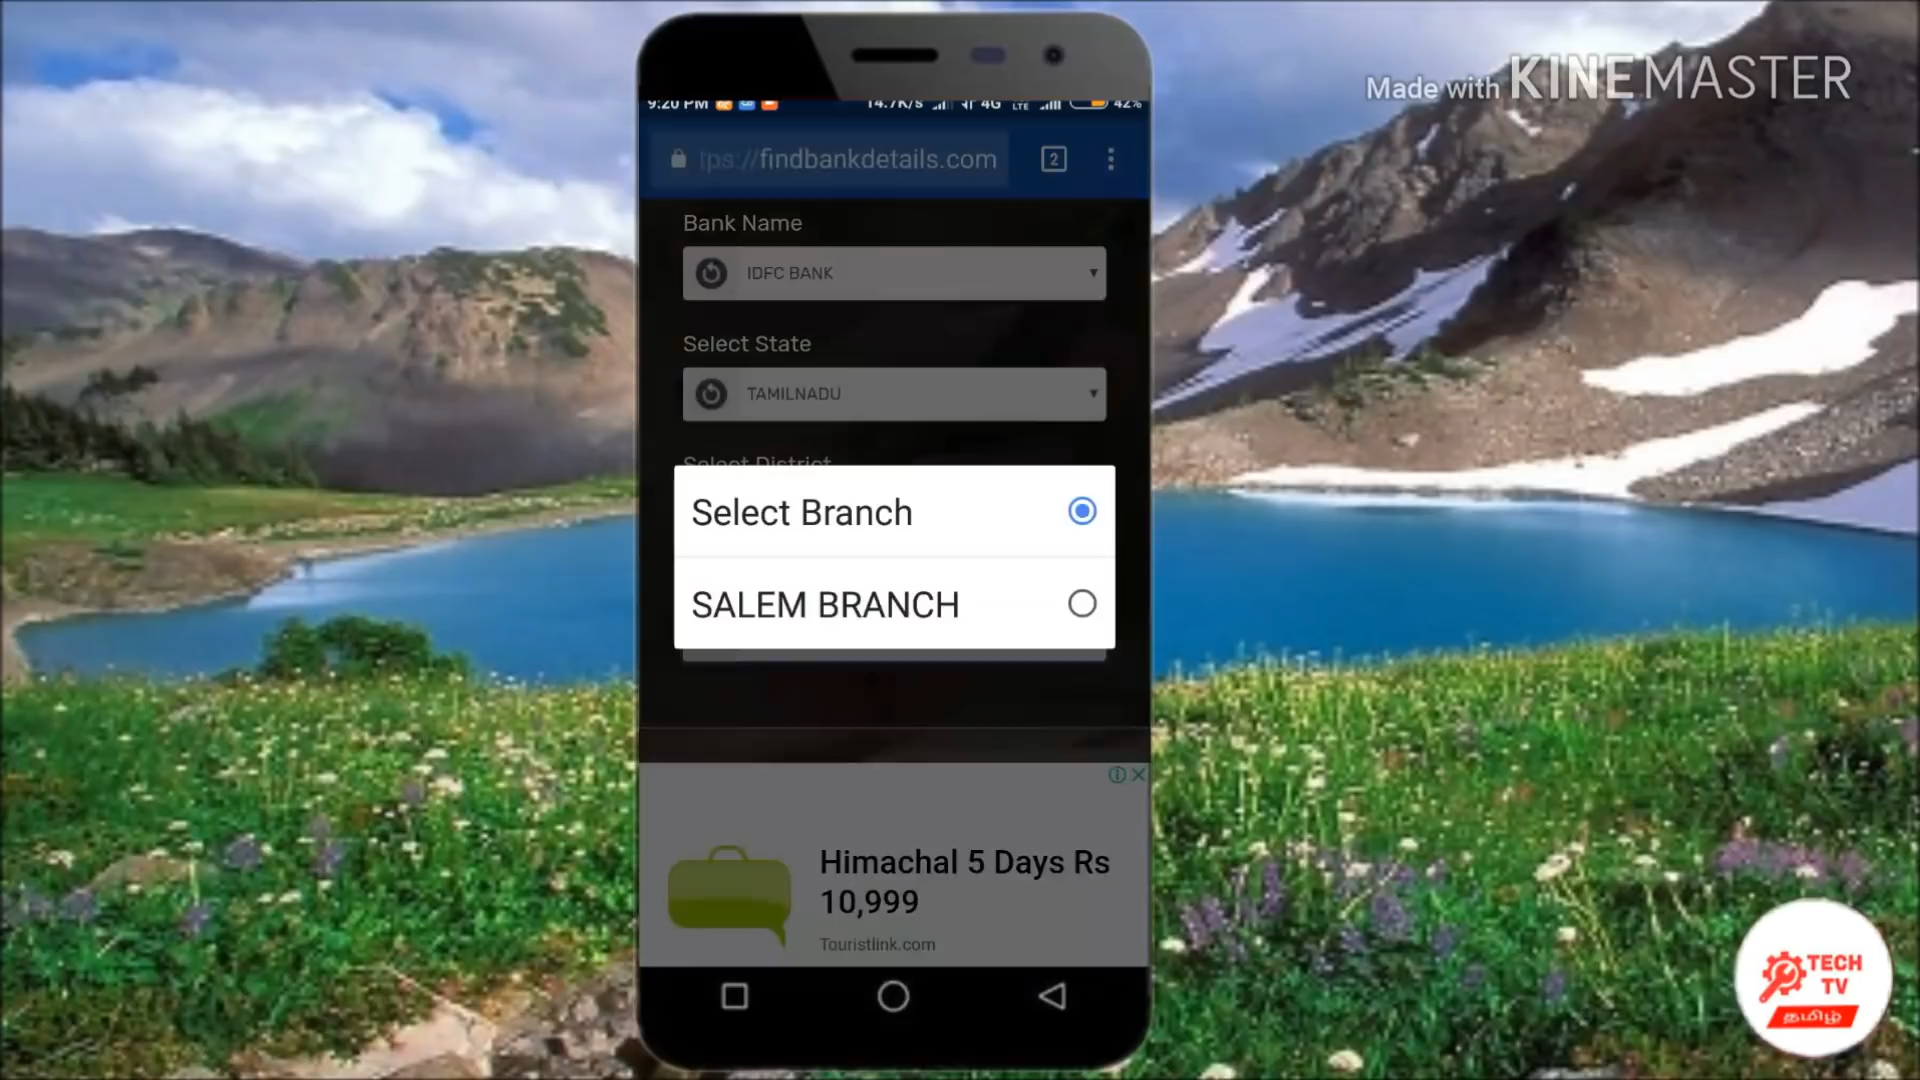 Made with KINEMASTER
9:20 PM 14.7K/s 4G LTE 42%
tps://findbankdetails.com
2
Bank Name
IDFC BANK
Select State
TAMILNADU
Select District
Select Branch
SALEM BRANCH
Himachal 5 Days Rs
10,999
Touristlink.com
TECH
TV
தமிழ்